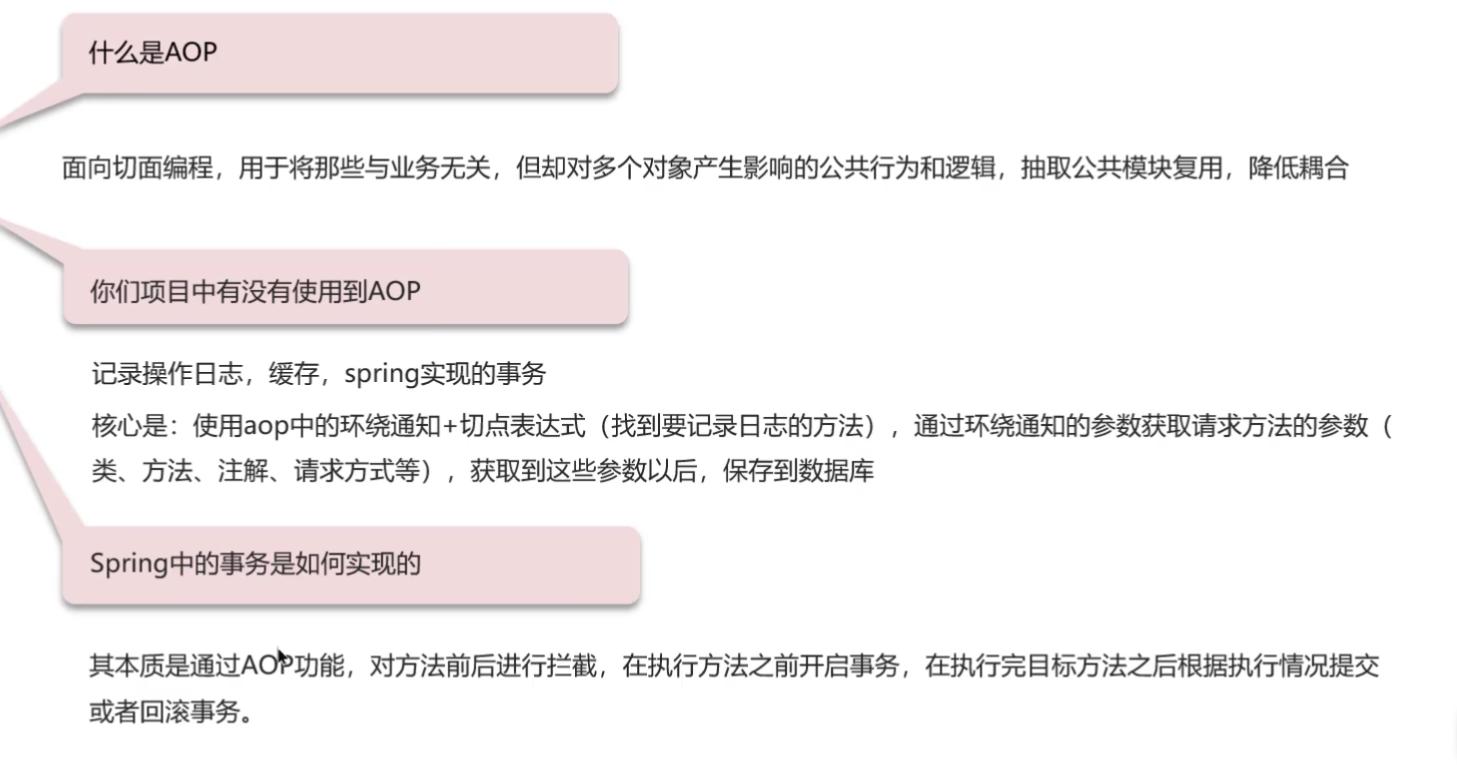 什么是AOP
面向切面编程，用于将那些与业务无关，但却对多个对象产生影响的公共行为和逻辑，抽取公共模块复用，降低耦合
你们项目中有没有使用到AOP
记录操作日志，缓存，spring实现的事务
核心是：使用aop中的环绕通知+切点表达式（找到要记录日志的方法），通过环绕通知的参数获取请求方法的参数（
类、方法、注解、请求方式等），获取到这些参数以后，保存到数据库
Spring中的事务是如何实现的
其本质是通过AOP功能，对方法前后进行拦截，在执行方法之前开启事务，在执行完目标方法之后根据执行情况提交
或者回滚事务。